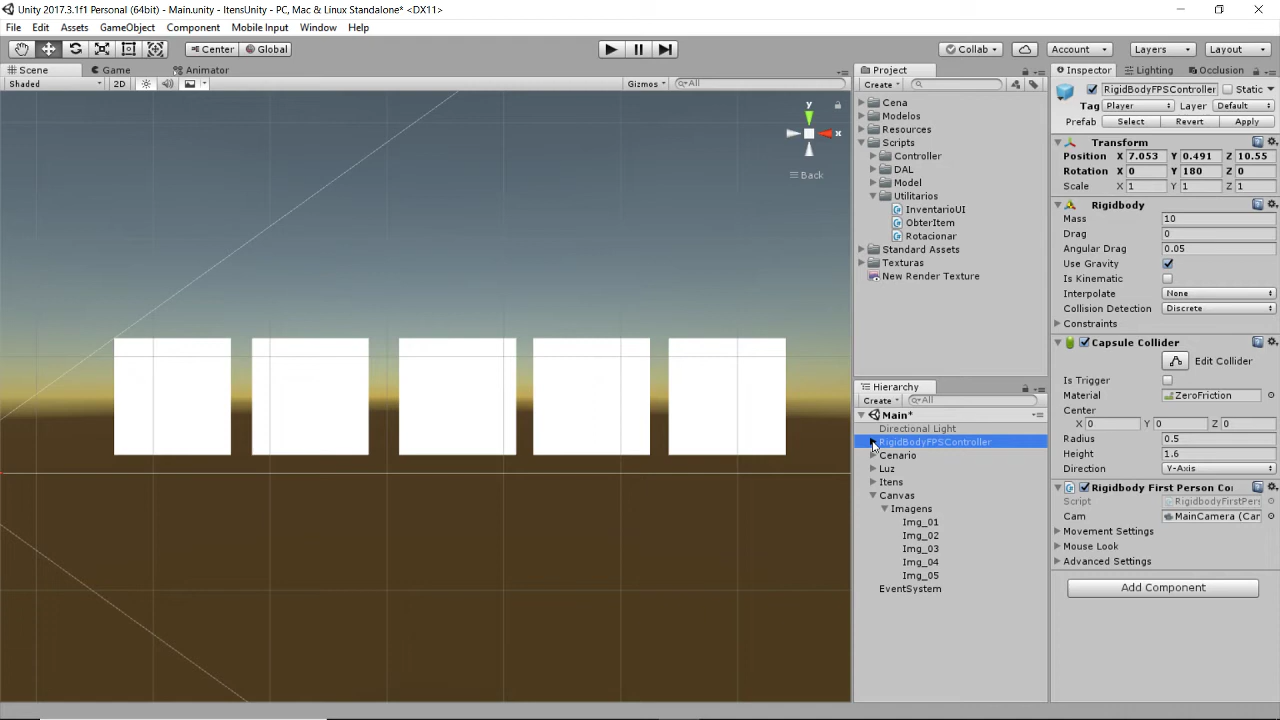 Unity 2017.3.1f1 Personal (64bit) - Main.unity - ItensUnity - PC, Mac & Linux Standalone* <DX11>
File Edit Assets GameObject Component Mobile Input Window Help
Center Global Collab Account Layers Layout
Scene Game Animator
Shaded 2D Gizmos All
y
x
Back
Project
Create
Cena
Modelos
Resources
Scripts
Controller
DAL
Model
Utilitarios
InventarioUI
ObterItem
Rotacionar
Standard Assets
Texturas
New Render Texture
Hierarchy
Create All
Main*
Directional Light
RigidBodyFPSController
Cenario
Luz
Itens
Canvas
Imagens
Img_01
Img_02
Img_03
Img_04
Img_05
EventSystem
Inspector Lighting Occlusion
RigidBodyFPSController Static
Tag Player Layer Default
Prefab Select Revert Apply
Transform
Position X 7.053 Y 0.491 Z 10.55
Rotation X 0 Y 180 Z 0
Scale X 1 Y 1 Z 1
Rigidbody
Mass 10
Drag 0
Angular Drag 0.05
Use Gravity
Is Kinematic
Interpolate None
Collision Detection Discrete
Constraints
Capsule Collider
Edit Collider
Is Trigger
Material ZeroFriction
Center
X 0 Y 0 Z 0
Radius 0.5
Height 1.6
Direction Y-Axis
Rigidbody First Person Co
Script RigidbodyFirstPers
Cam MainCamera (Car
Movement Settings
Mouse Look
Advanced Settings
Add Component